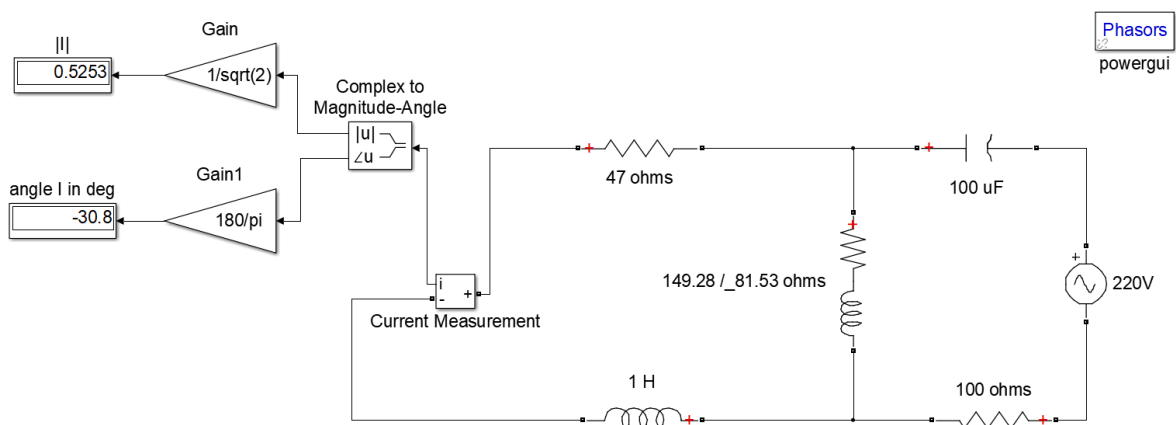 |I|
0.5253
Gain
1/sqrt(2)
Complex to
Magnitude-Angle
|u|
∠u
Phasors
powergui
47 ohms
+
+
100 uF
angle I in deg
-30.8
Gain1
180/pi
+
149.28 /_81.53 ohms
+
220V
i
-
+
Current Measurement
1 H
+
100 ohms
+